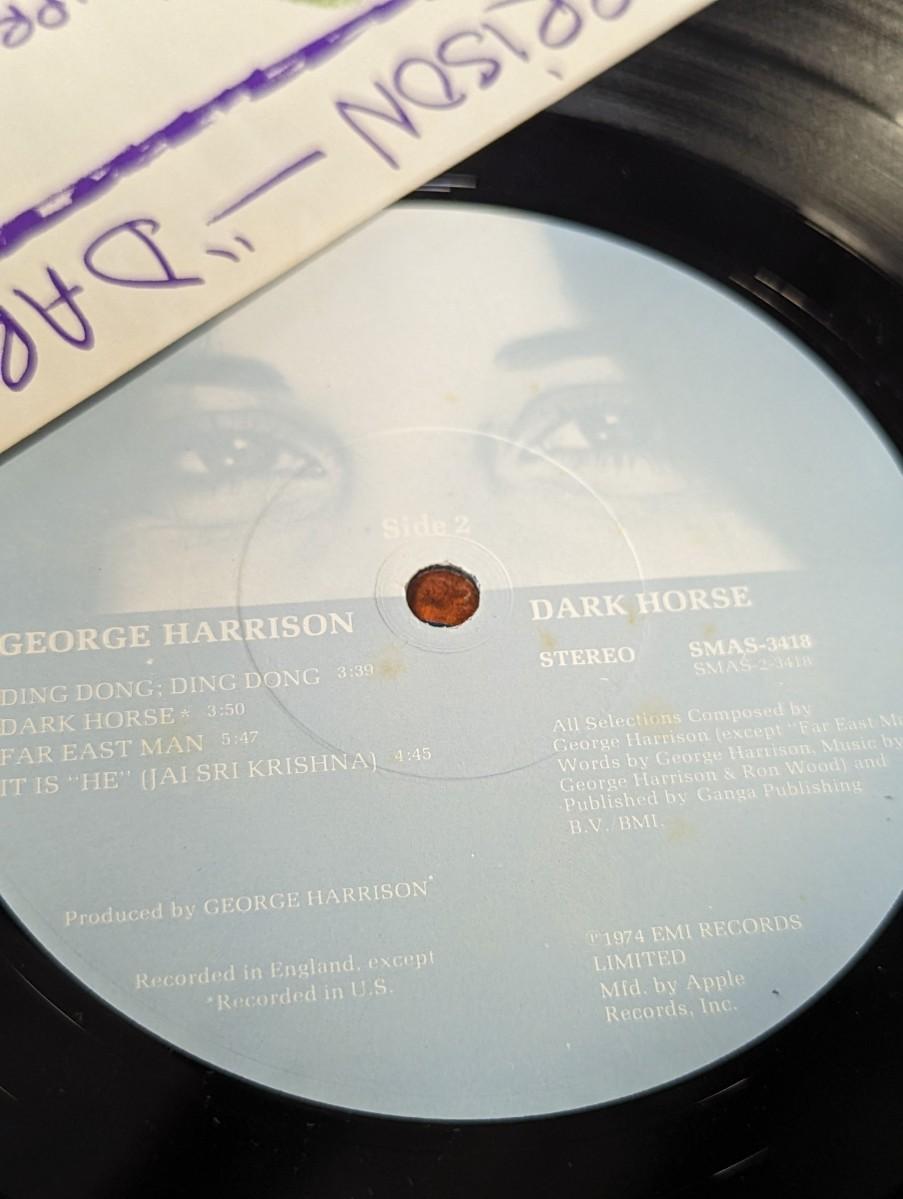 RRISON — "DAR
Side 2
GEORGE HARRISON
DING DONG; DING DONG 3:39
DARK HORSE* 3:50
FAR EAST MAN 5:47
IT IS "HE" (JAI SRI KRISHNA) 4:45
Produced by GEORGE HARRISON
Recorded in England, except
*Recorded in U.S.
DARK HORSE
STEREO SMAS-3418
SMAS-2-3418
All Selections Composed by
George Harrison (except "Far East Ma
Words by George Harrison, Music by
George Harrison & Ron Wood) and
Published by Ganga Publishing
B.V./BMI.
℗1974 EMI RECORDS
LIMITED
Mfd. by Apple
Records, Inc.